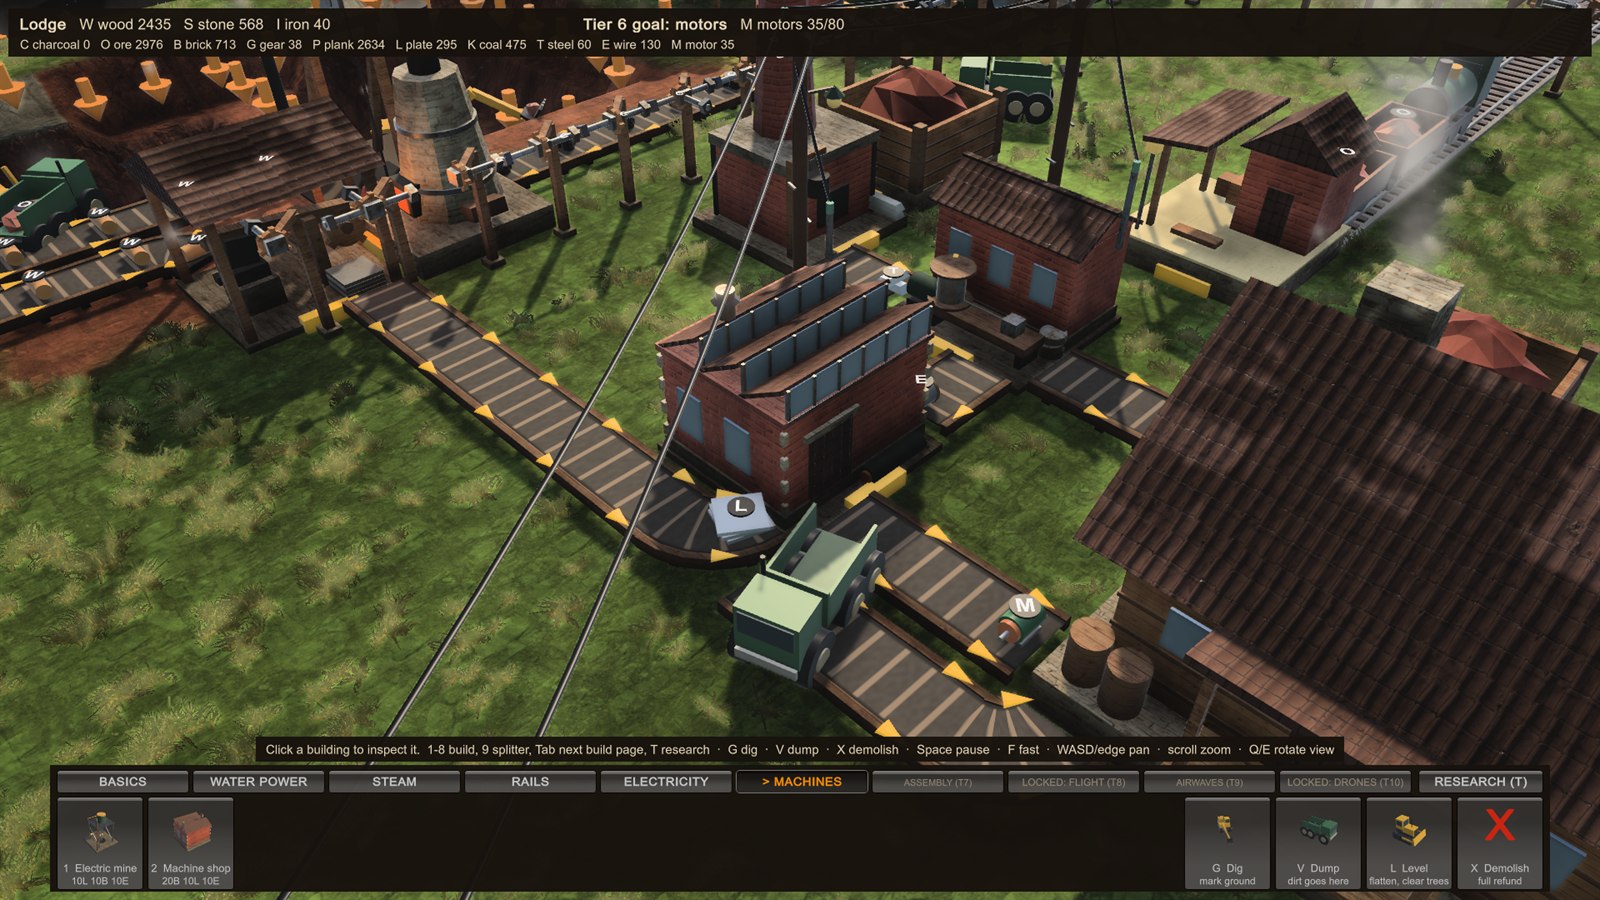 Lodge W wood 2435 S stone 568 I iron 40
Tier 6 goal: motors M motors 35/80
C charcoal 0 O ore 2976 B brick 713 G gear 38 P plank 2634 L plate 295 K coal 475 T steel 60 E wire 130 M motor 35
W
W
W
W
W
W
W
O
O
O
T
E
L
M
Click a building to inspect it. 1-8 build, 9 splitter, Tab next build page, T research · G dig · V dump · X demolish · Space pause · F fast · WASD/edge pan · scroll zoom · Q/E rotate view
BASICS
WATER POWER
STEAM
RAILS
ELECTRICITY
> MACHINES
ASSEMBLY (T7)
LOCKED: FLIGHT (T8)
AIRWAVES (T9)
LOCKED: DRONES (T10)
RESEARCH (T)
1 Electric mine
10L 10B 10E
2 Machine shop
20B 10L 10E
G Dig
mark ground
V Dump
dirt goes here
L Level
flatten, clear trees
X Demolish
full refund